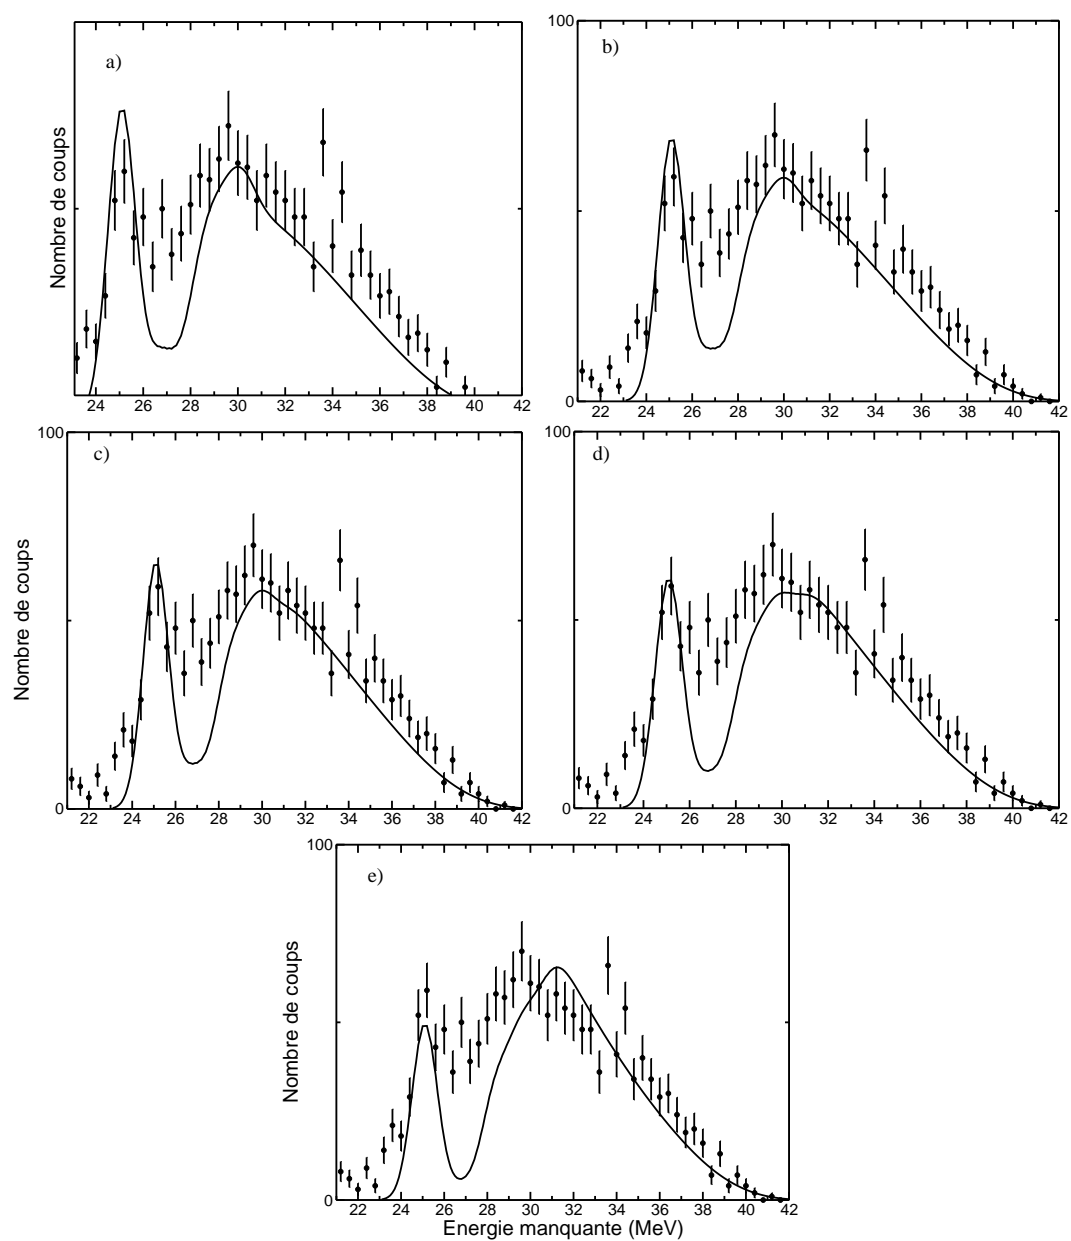 a)
Nombre de coups
24 26 28 30 32 34 36 38 40 42
100
b)
0
22 24 26 28 30 32 34 36 38 40 42
100
c)
Nombre de coups
0
22 24 26 28 30 32 34 36 38 40 42
100
d)
0
22 24 26 28 30 32 34 36 38 40 42
100
e)
Nombre de coups
0
22 24 26 28 30 32 34 36 38 40 42
Energie manquante (MeV)